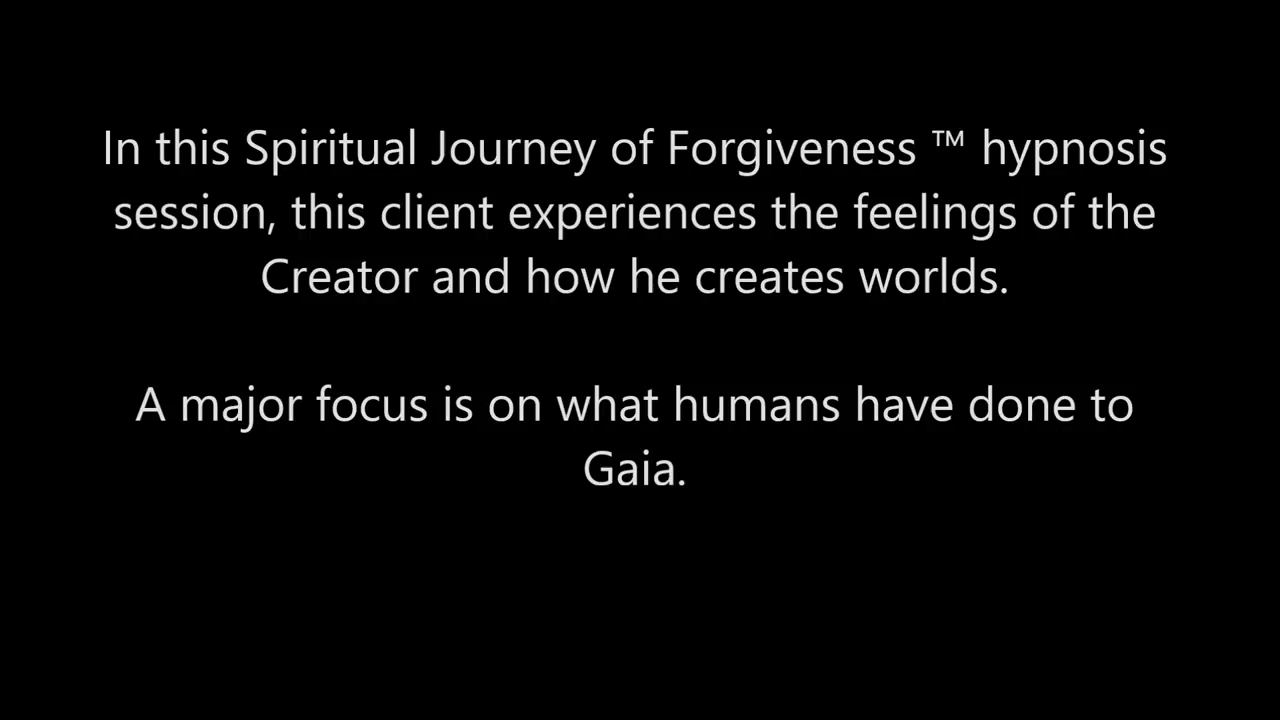 In this Spiritual Journey of Forgiveness ™ hypnosis
session, this client experiences the feelings of the
Creator and how he creates worlds.
A major focus is on what humans have done to
Gaia.